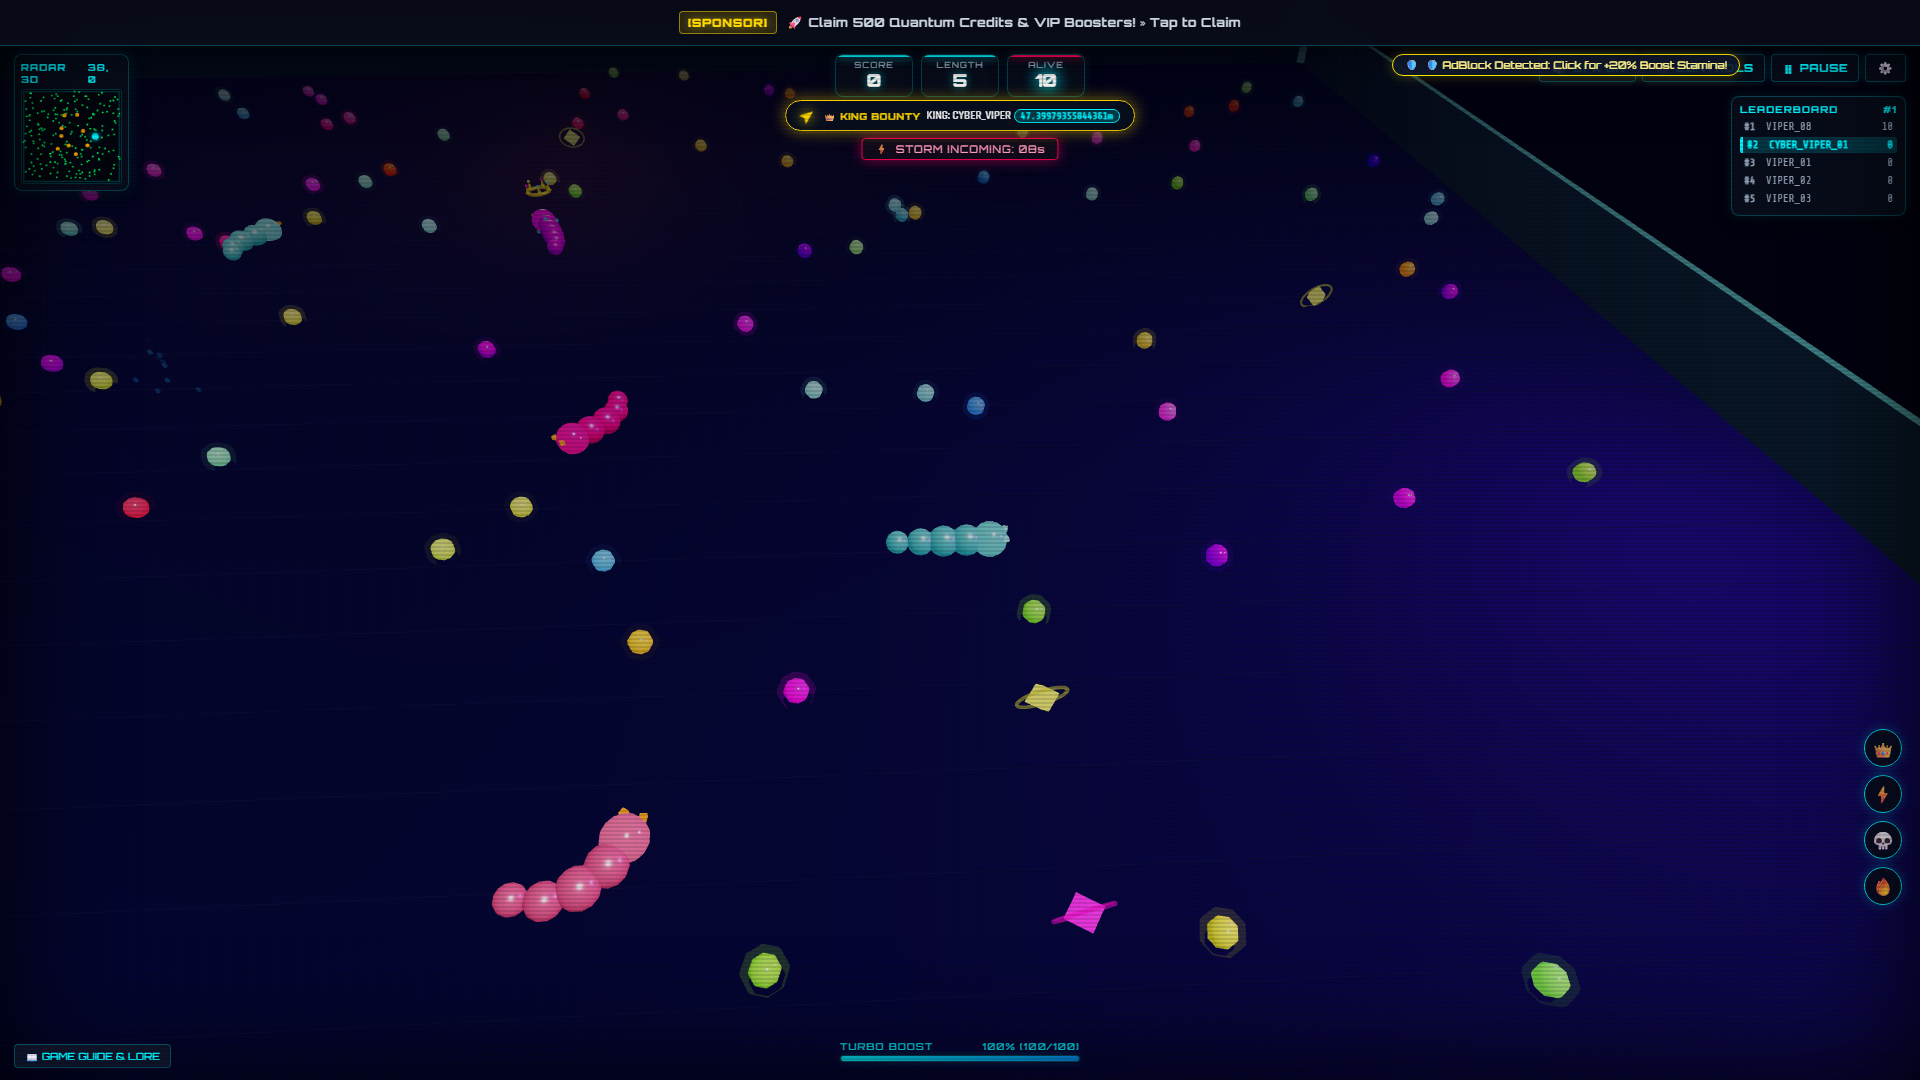 [SPONSOR] 🚀 Claim 500 Quantum Credits & VIP Boosters! » Tap to Claim
RADAR 3D 38, 0
SCORE
0
LENGTH
5
ALIVE
10
KING BOUNTY KING: CYBER_VIPER 47.39979355844361m
STORM INCOMING: 08s
AdBlock Detected: Click for +20% Boost Stamina!
LS
PAUSE
LEADERBOARD #1
#1 VIPER_08 10
#2 CYBER_VIPER_01 0
#3 VIPER_01 0
#4 VIPER_02 0
#5 VIPER_03 0
GAME GUIDE & LORE
TURBO BOOST 100% (100/100)